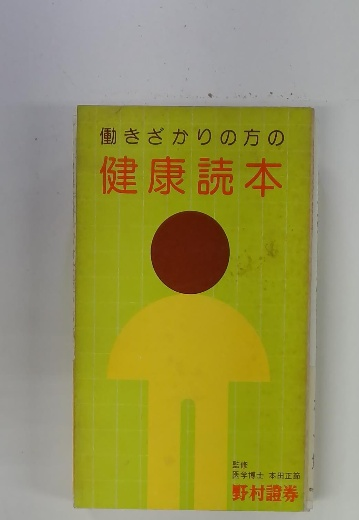 働きざかりの方の
健康読本
監修
医学博士 本田正節
野村證券